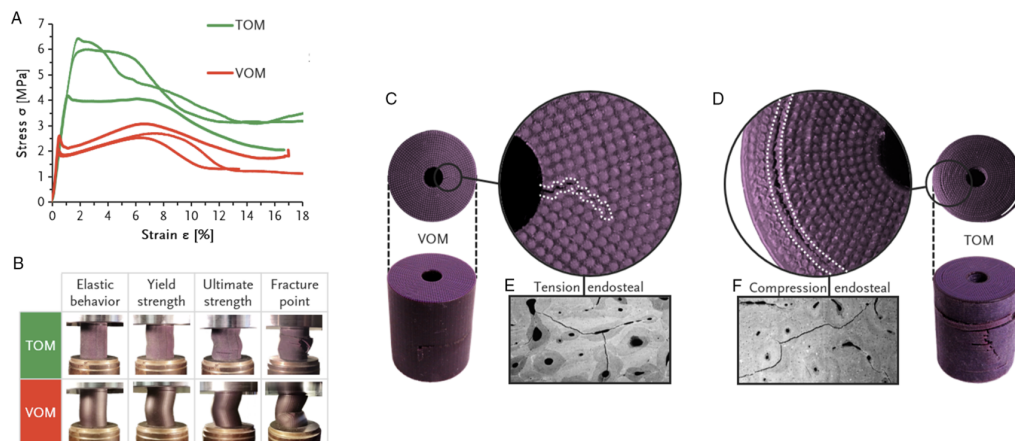 A
Stress σ [MPa]
7
6
5
4
3
2
1
0
0 2 4 6 8 10 12 14 16 18
Strain ε [%]
TOM
VOM
B
Elastic behavior
Yield strength
Ultimate strength
Fracture point
TOM
VOM
C
VOM
D
TOM
E
Tension endosteal
F
Compression endosteal